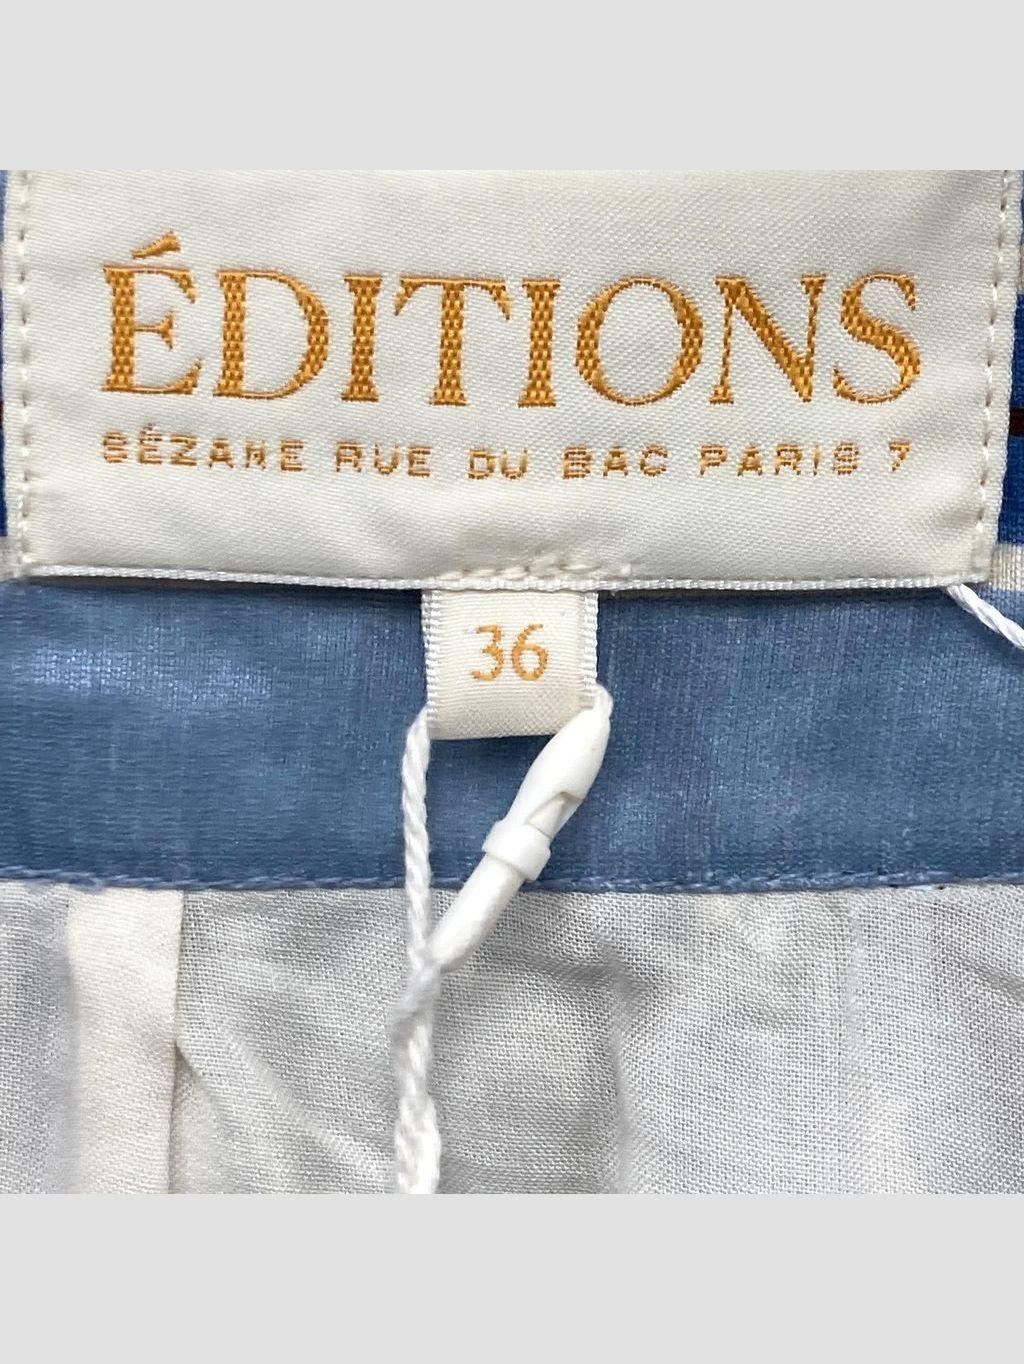 ÉDITIONS
SÉZANE RUE DU BAC PARIS 7
36